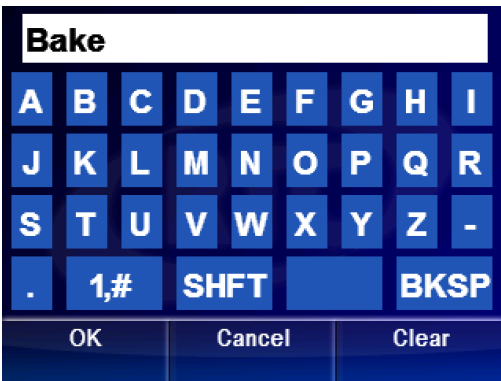 Bake
A B C D E F G H I
J K L M N O P Q R
S T U V W X Y Z -
. 1,# SHFT BKSP
OK Cancel Clear